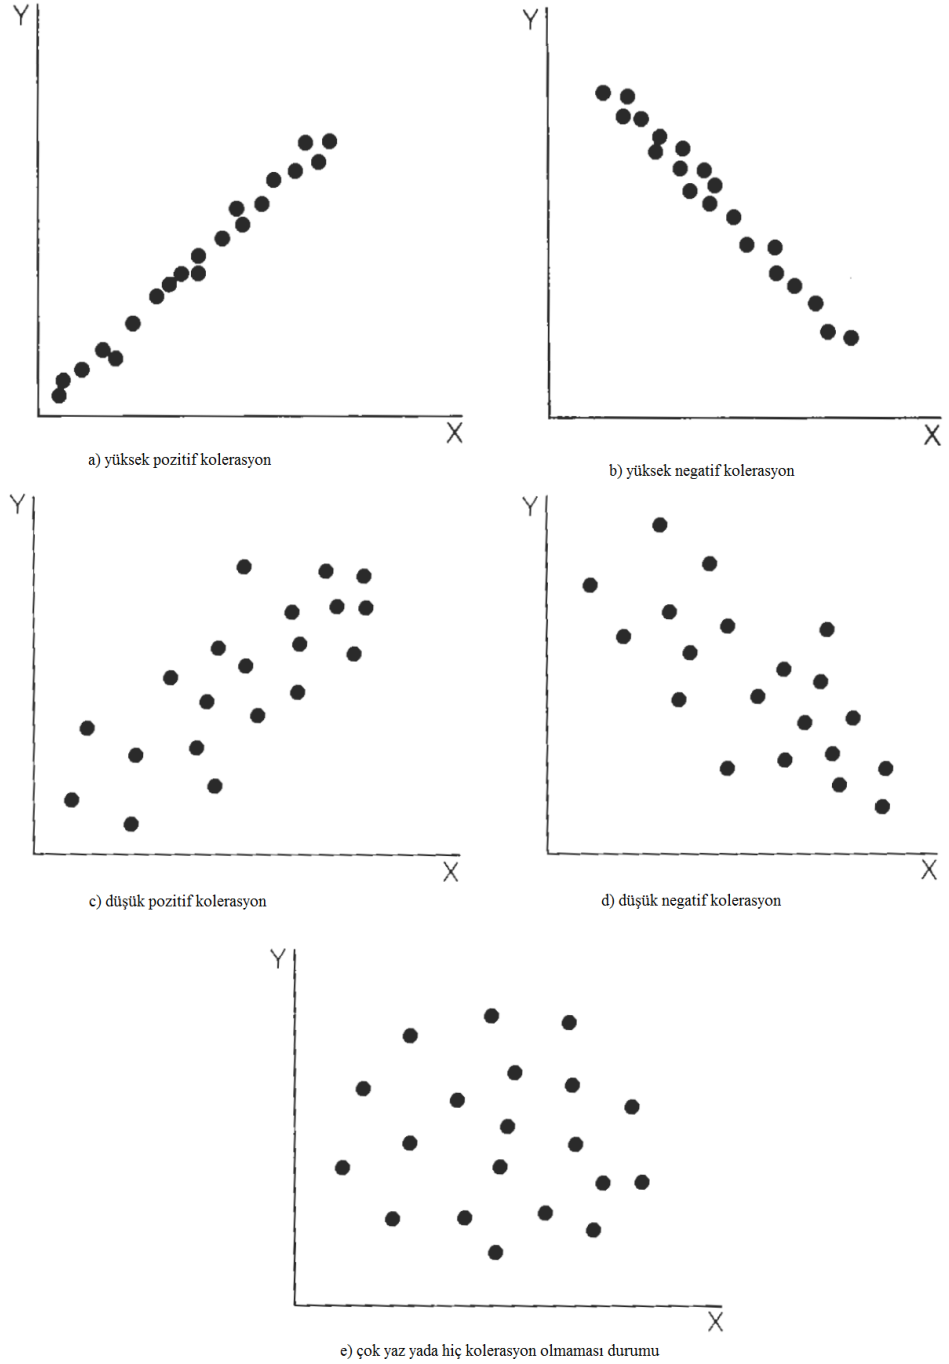 Y
X
a) yüksek pozitif kolerasyon
Y
X
b) yüksek negatif kolerasyon
Y
X
c) düşük pozitif kolerasyon
Y
X
d) düşük negatif kolerasyon
Y
X
e) çok yaz yada hiç kolerasyon olmaması durumu